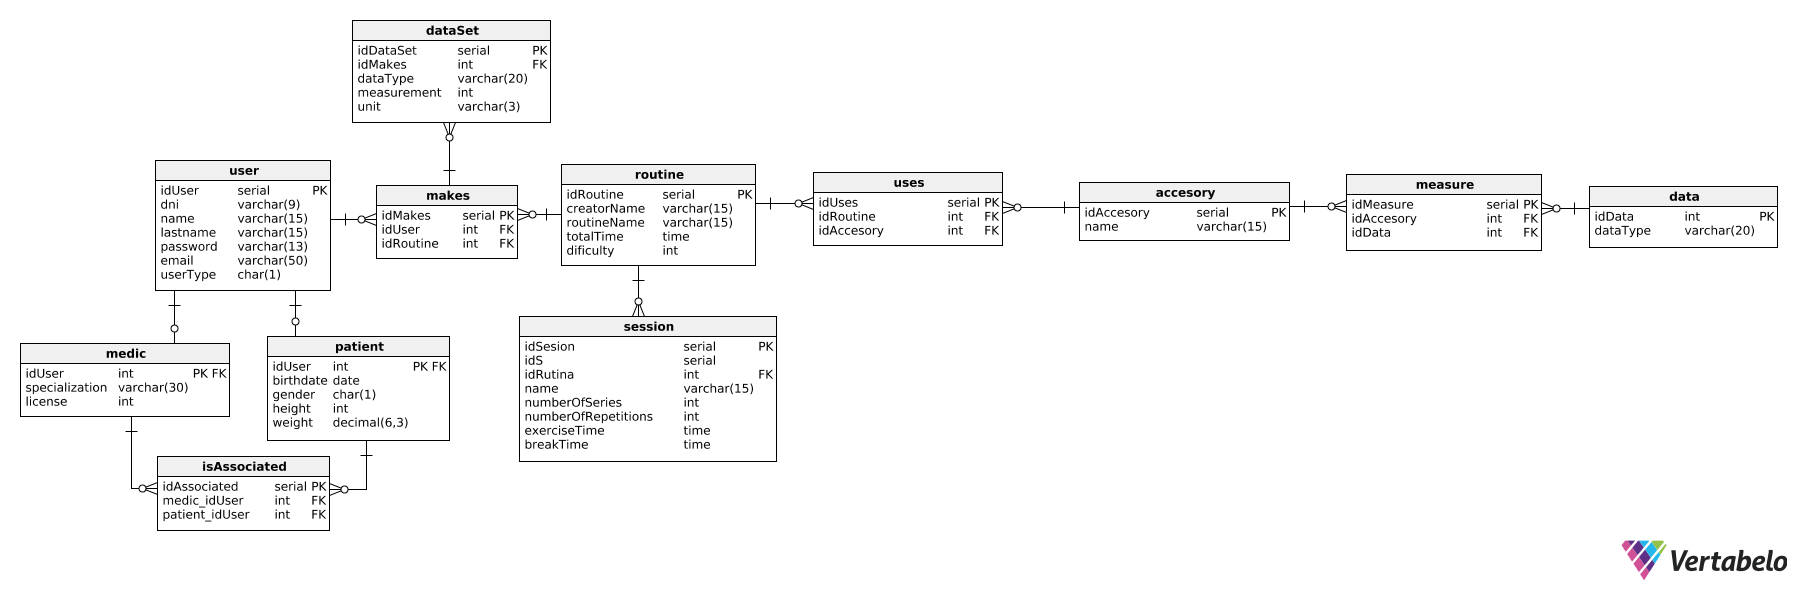 dataSet
idDataSet serial PK
idMakes int FK
dataType varchar(20)
measurement int
unit varchar(3)
user
idUser serial PK
dni varchar(9)
name varchar(15)
lastname varchar(15)
password varchar(13)
email varchar(50)
userType char(1)
makes
idMakes serial PK
idUser int FK
idRoutine int FK
routine
idRoutine serial PK
creatorName varchar(15)
routineName varchar(15)
totalTime time
dificulty int
uses
idUses serial PK
idRoutine int FK
idAccesory int FK
accesory
idAccesory serial PK
name varchar(15)
measure
idMeasure serial PK
idAccesory int FK
idData int FK
data
idData int PK
dataType varchar(20)
medic
idUser int PK FK
specialization varchar(30)
license int
patient
idUser int PK FK
birthdate date
gender char(1)
height int
weight decimal(6,3)
session
idSesion serial PK
idS serial
idRutina int FK
name varchar(15)
numberOfSeries int
numberOfRepetitions int
exerciseTime time
breakTime time
isAssociated
idAssociated serial PK
medic_idUser int FK
patient_idUser int FK
Vertabelo